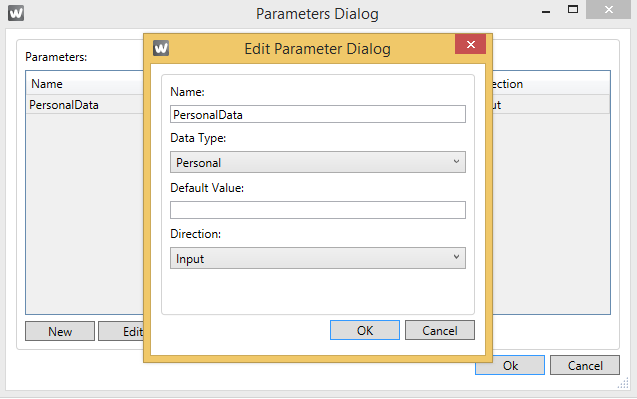 Parameters Dialog
Parameters:
Name
PersonalData
New
Edit
Edit Parameter Dialog
Name:
PersonalData
Data Type:
Personal
Default Value:
Direction:
Input
OK
Cancel
ection
ut
Ok
Cancel